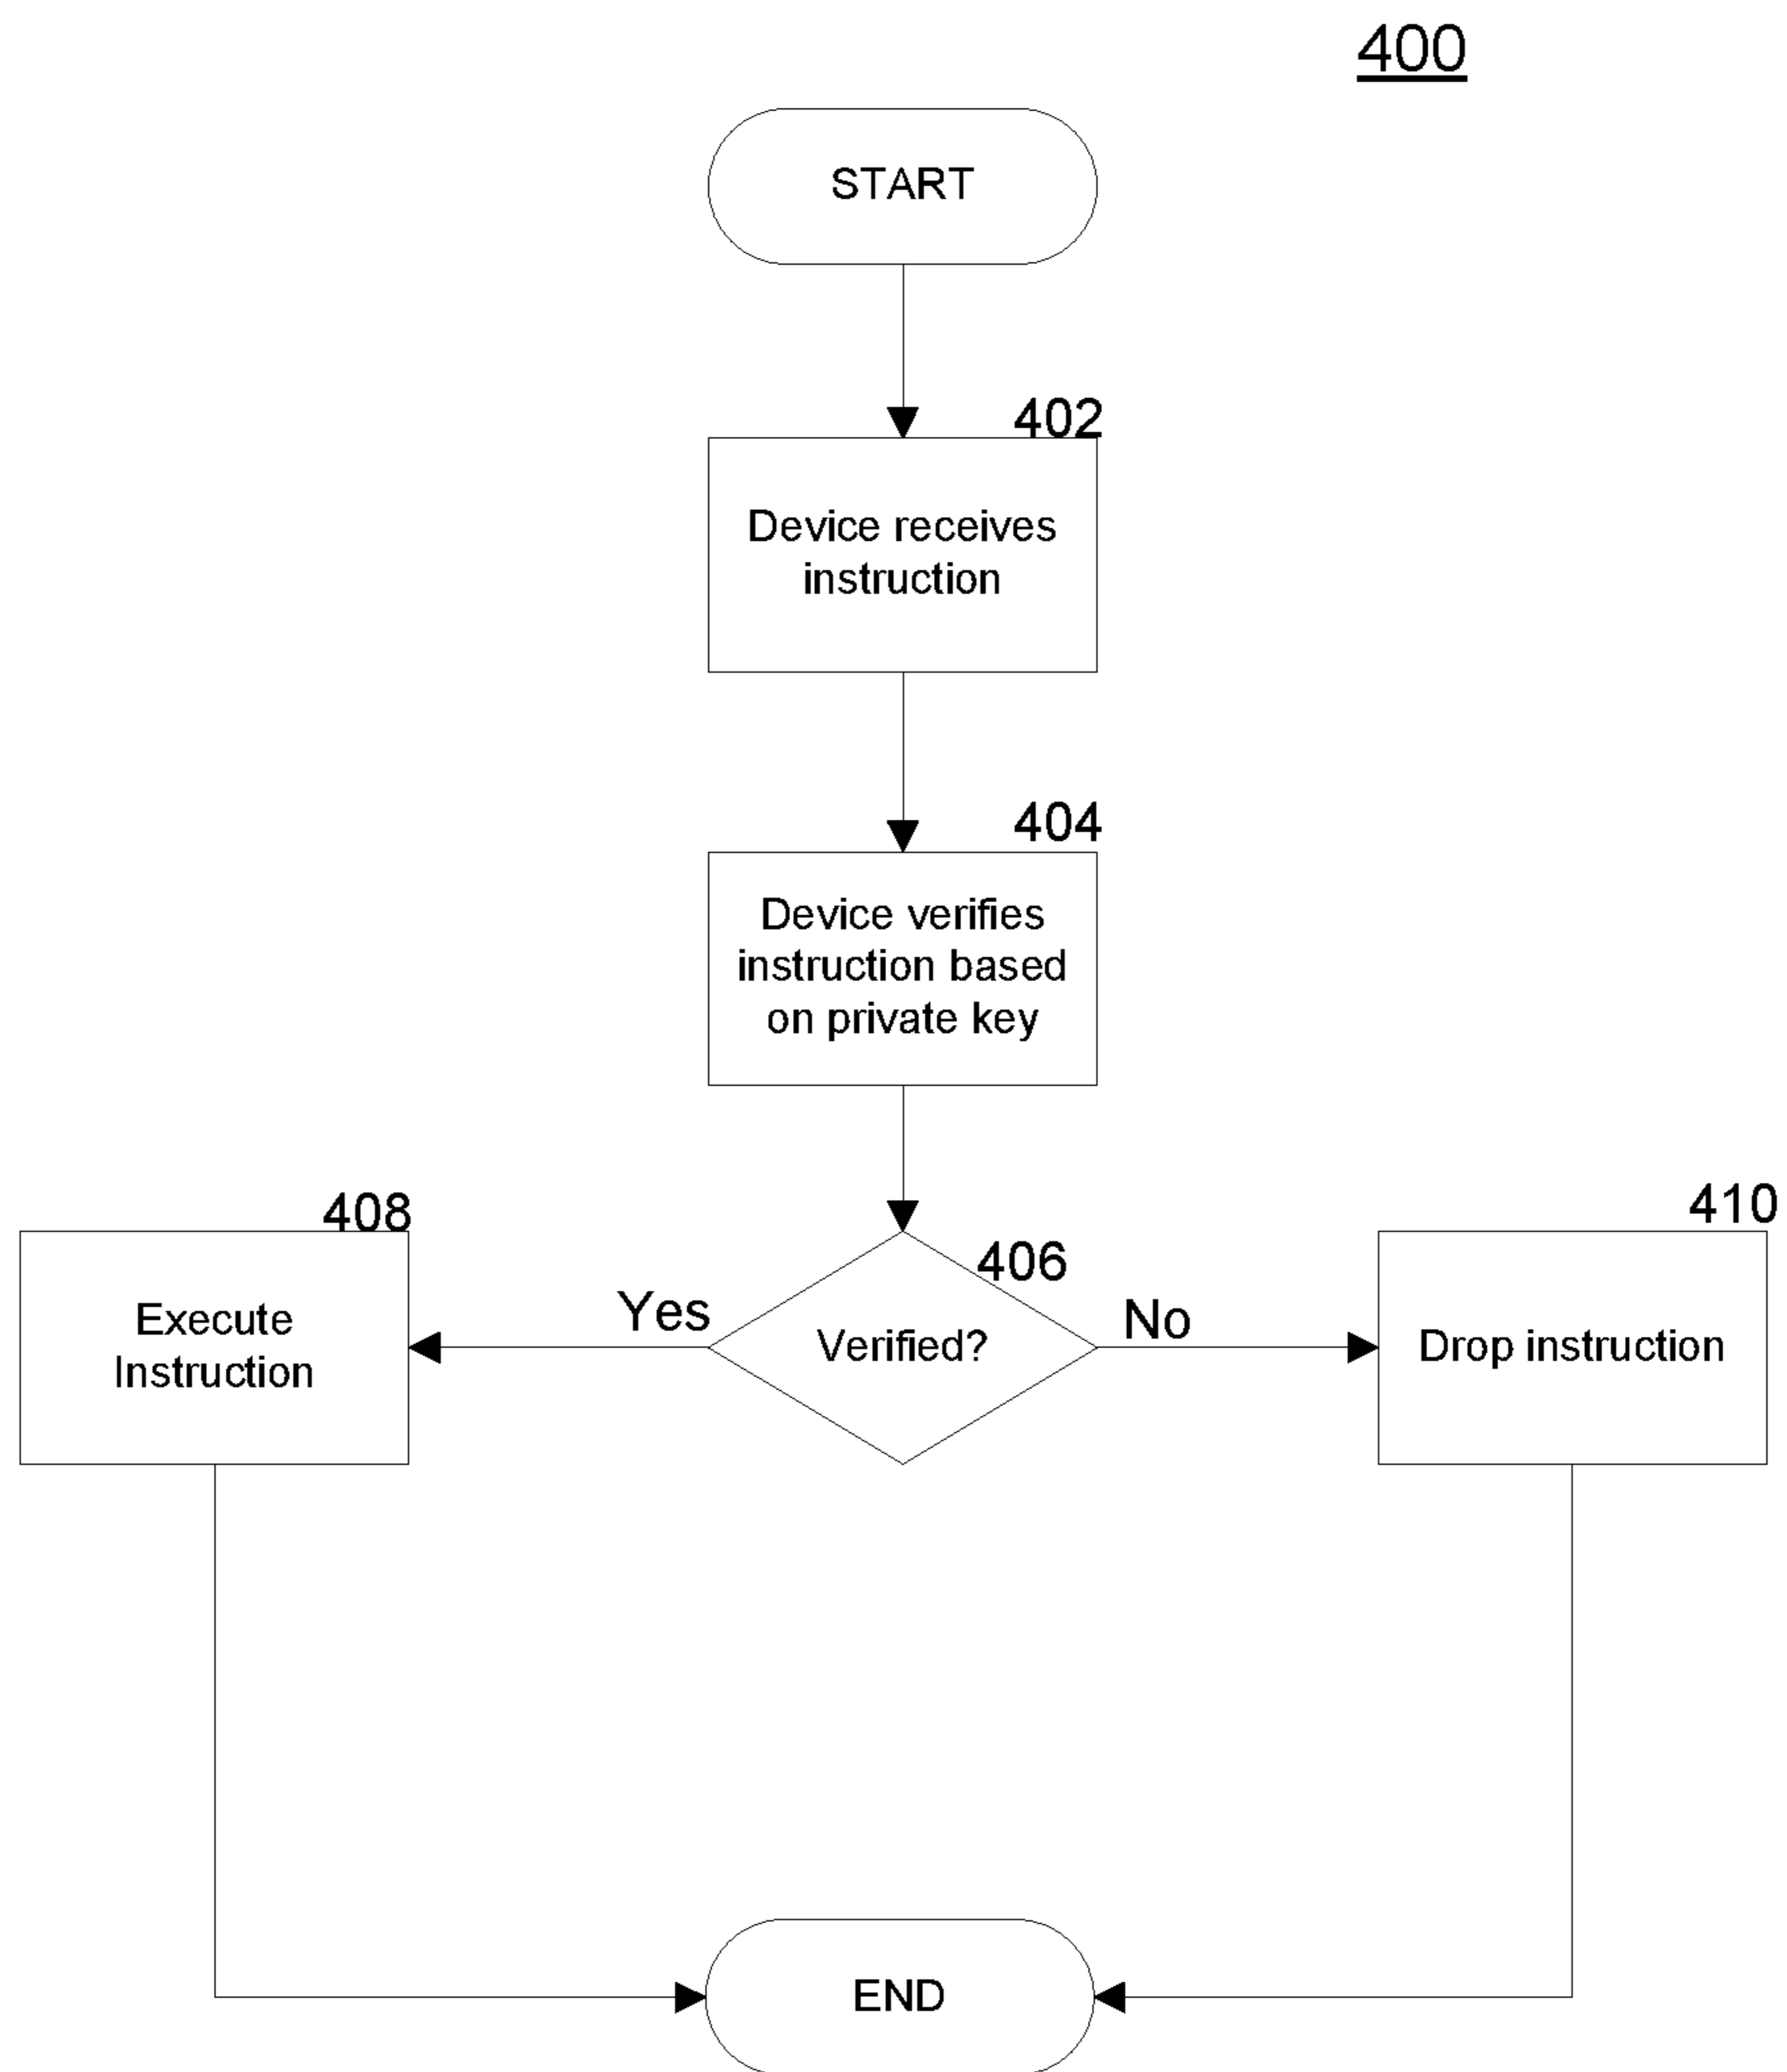 400
START
402
Device receives
instruction
404
Device verifies
instruction based
on private key
408
Execute
Instruction
Yes
406
Verified?
No
410
Drop instruction
END